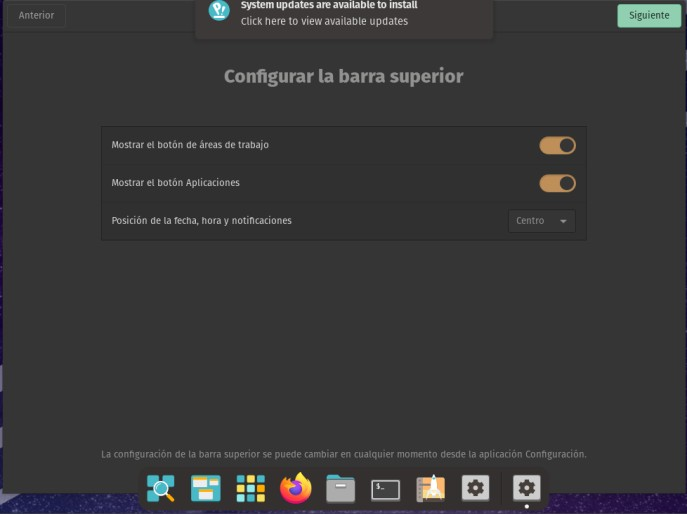 System updates are available to install
Click here to view available updates
Anterior
Siguiente
Configurar la barra superior
Mostrar el botón de áreas de trabajo
Mostrar el botón Aplicaciones
Posición de la fecha, hora y notificaciones
Centro
La configuración de la barra superior se puede cambiar en cualquier momento desde la aplicación Configuración.
$_